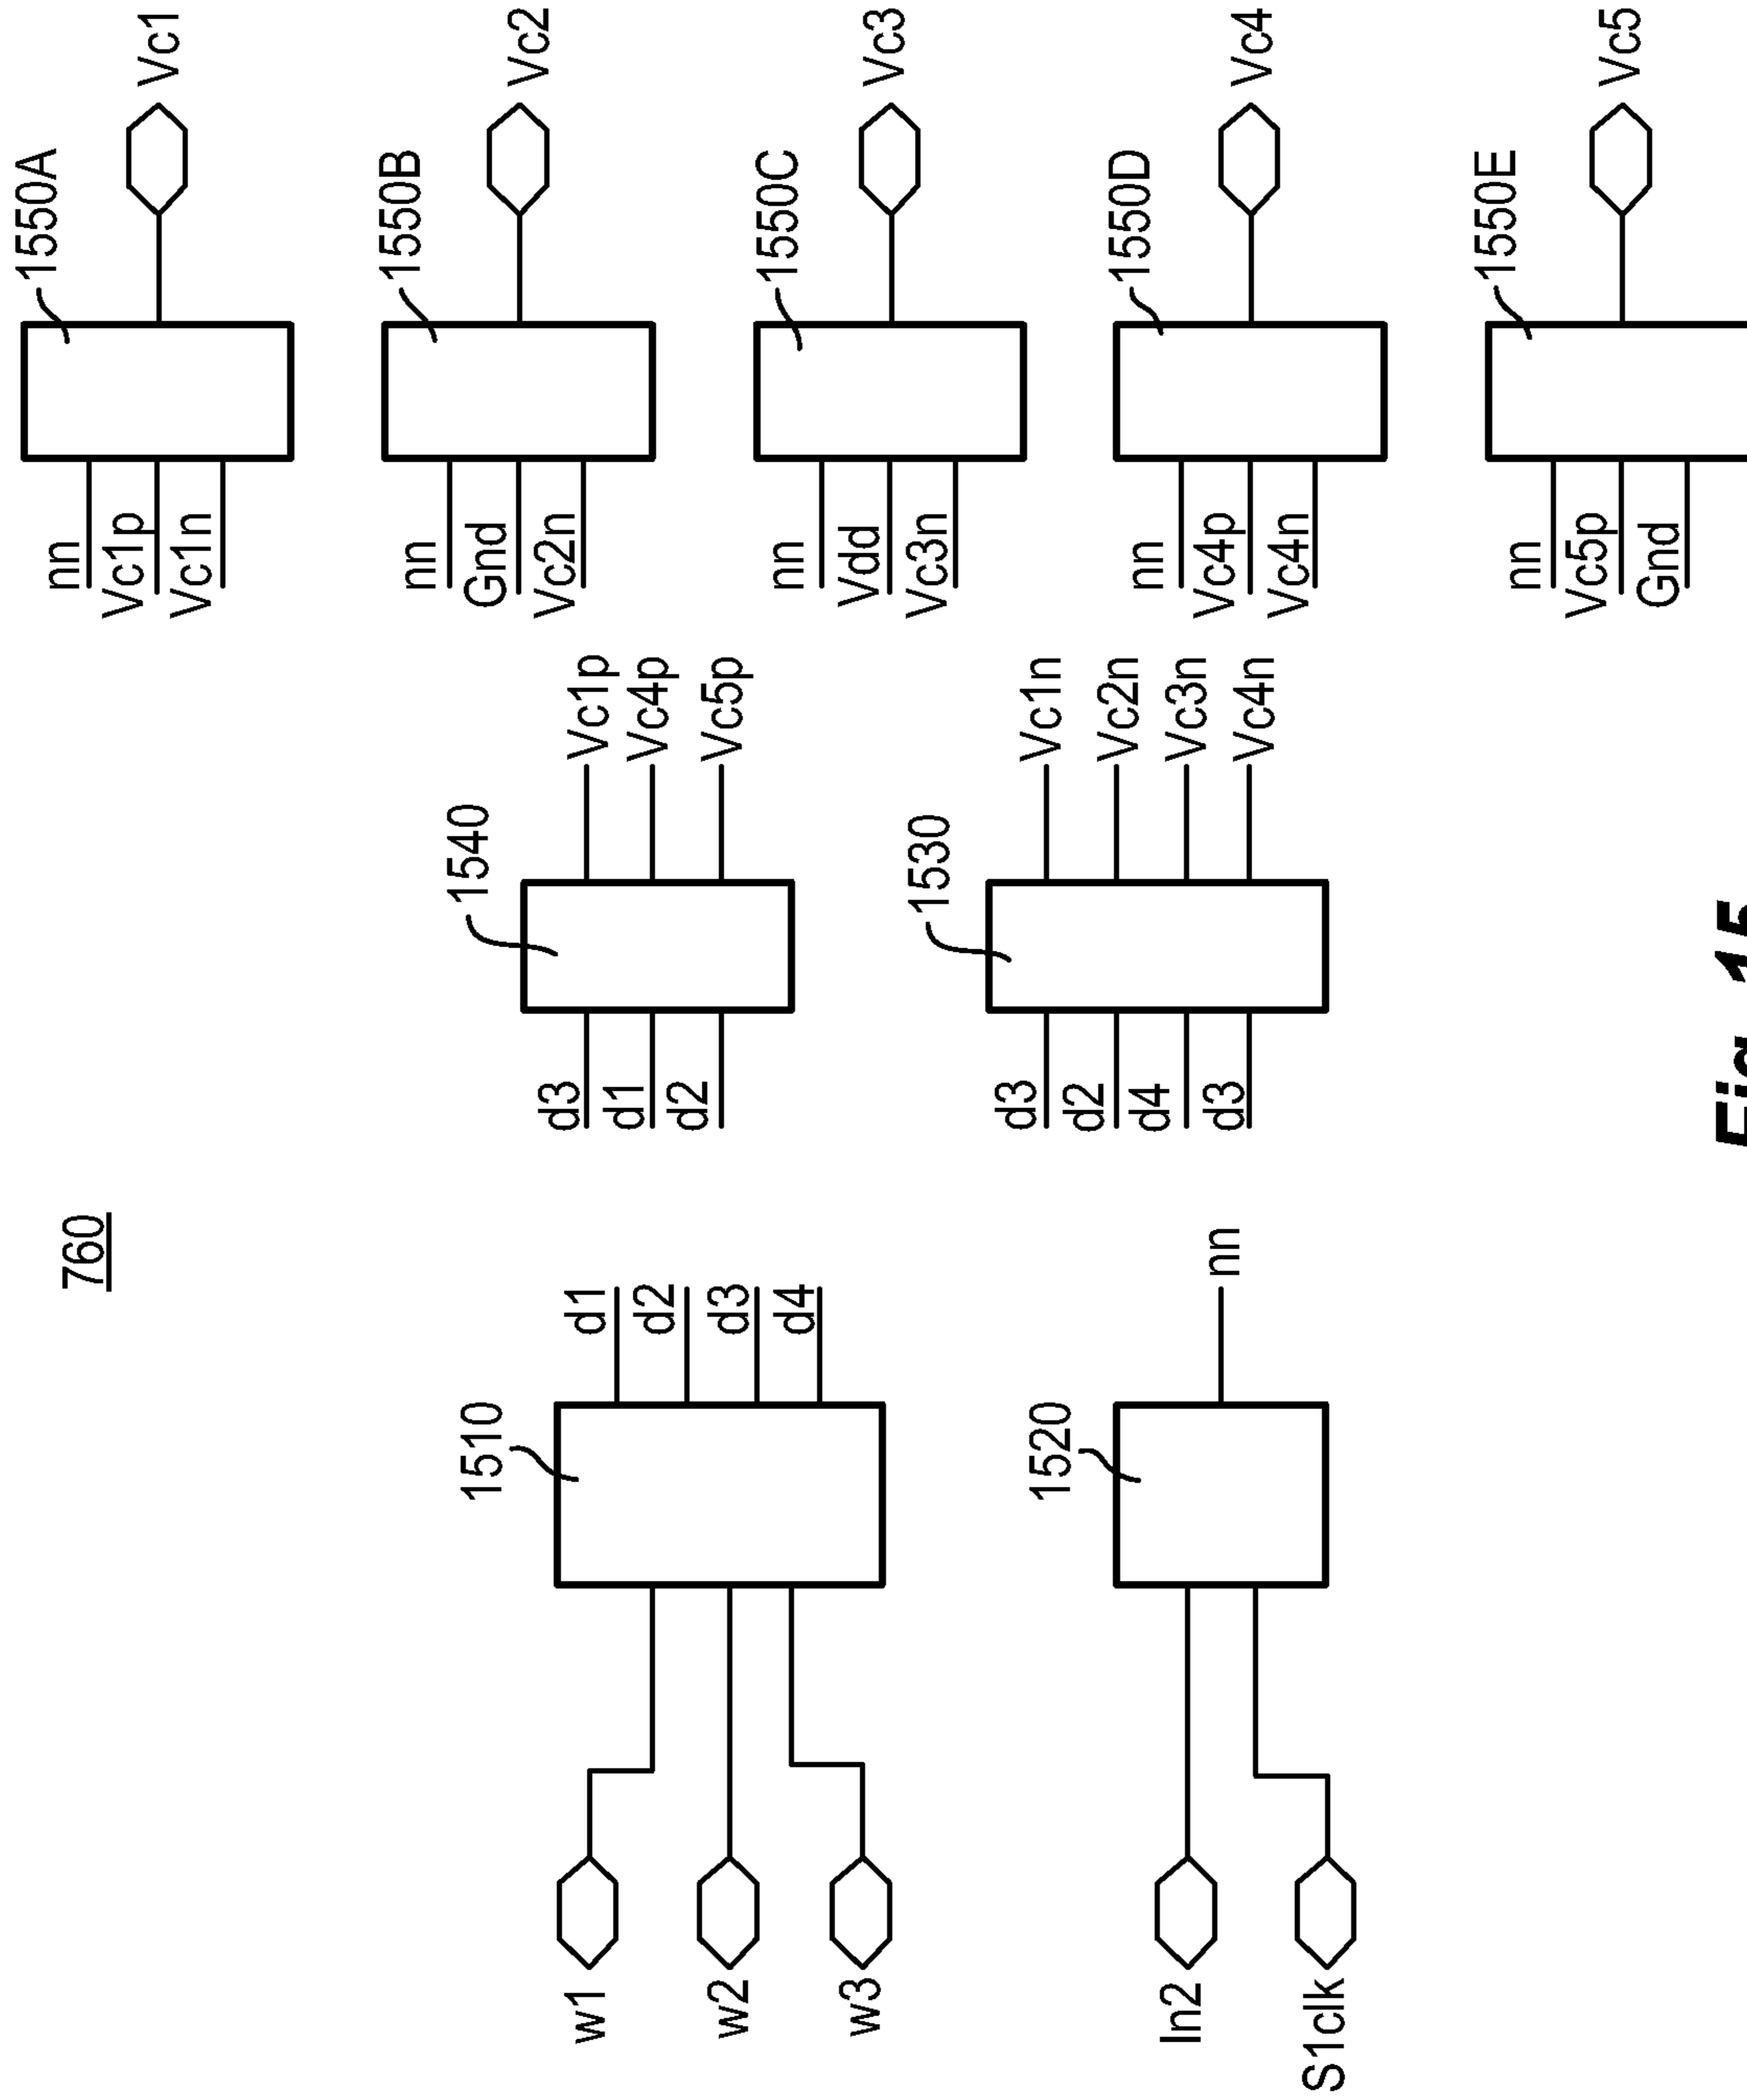 760
w1
w2
w3
1510
d1
d2
d3
d4
In2
S1clk
1520
nn
1540
d3
d1
d2
Vc1p
Vc4p
Vc5p
1530
d3
d2
d4
d3
Vc1n
Vc2n
Vc3n
Vc4n
1550A
nn
Vc1p
Vc1n
Vc1
1550B
nn
Gnd
Vc2n
Vc2
1550C
nn
Vdd
Vc3n
Vc3
1550D
nn
Vc4p
Vc4n
Vc4
1550E
nn
Vc5p
Gnd
Vc5
Fig. 15